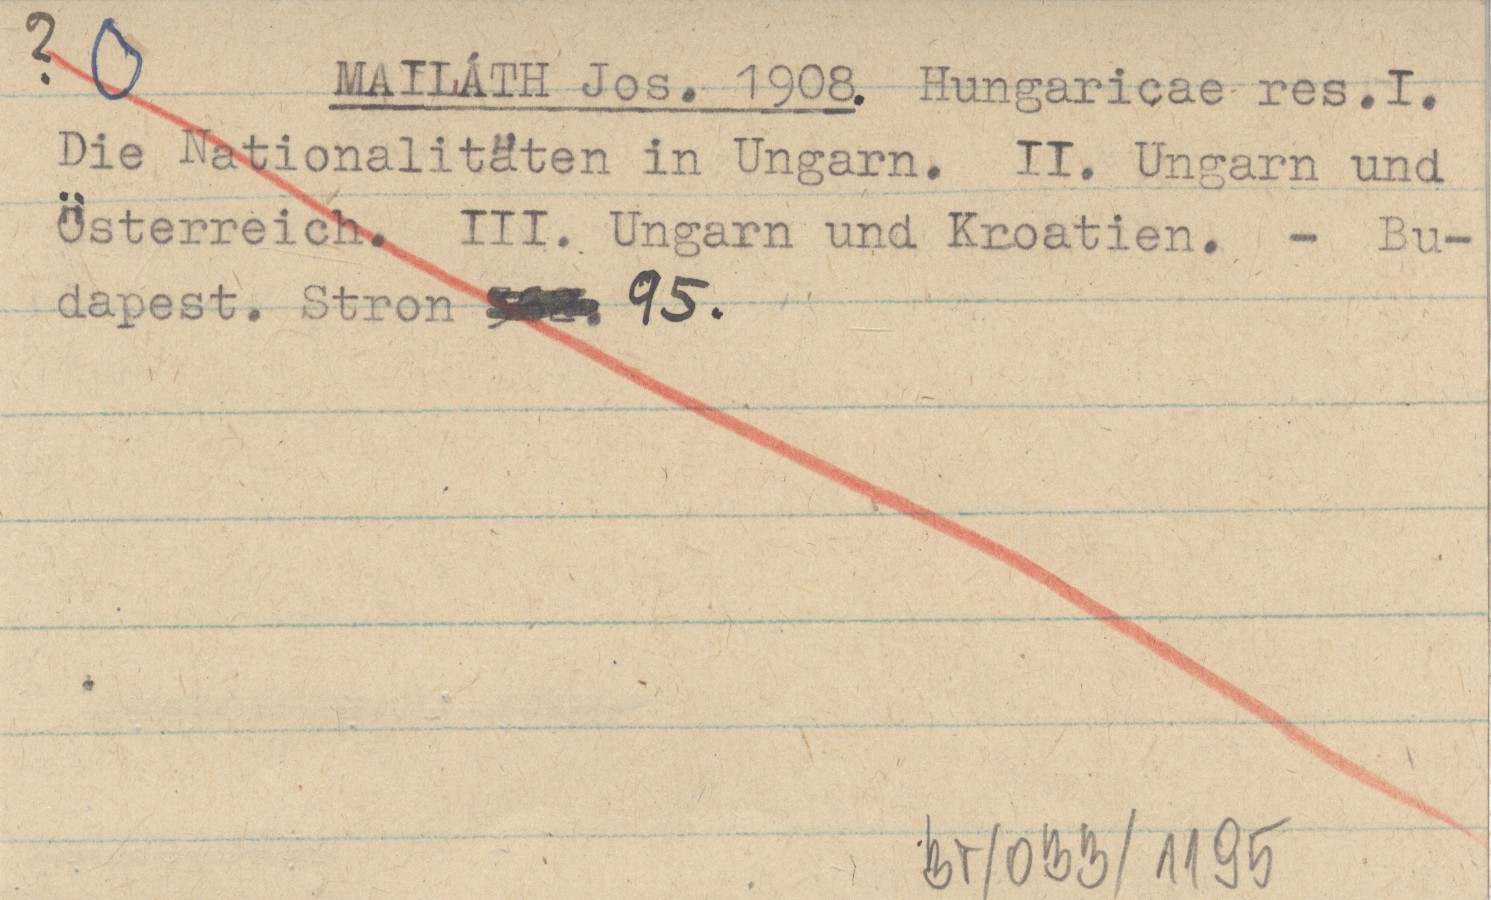 ? O
MAILÁTH Jos. 1908. Hungaricae res. I.
Die Nationalitäten in Ungarn. II. Ungarn und
Österreich. III. Ungarn und Kroatien. - Bu-
dapest. Stron 95.
BT/033/1195